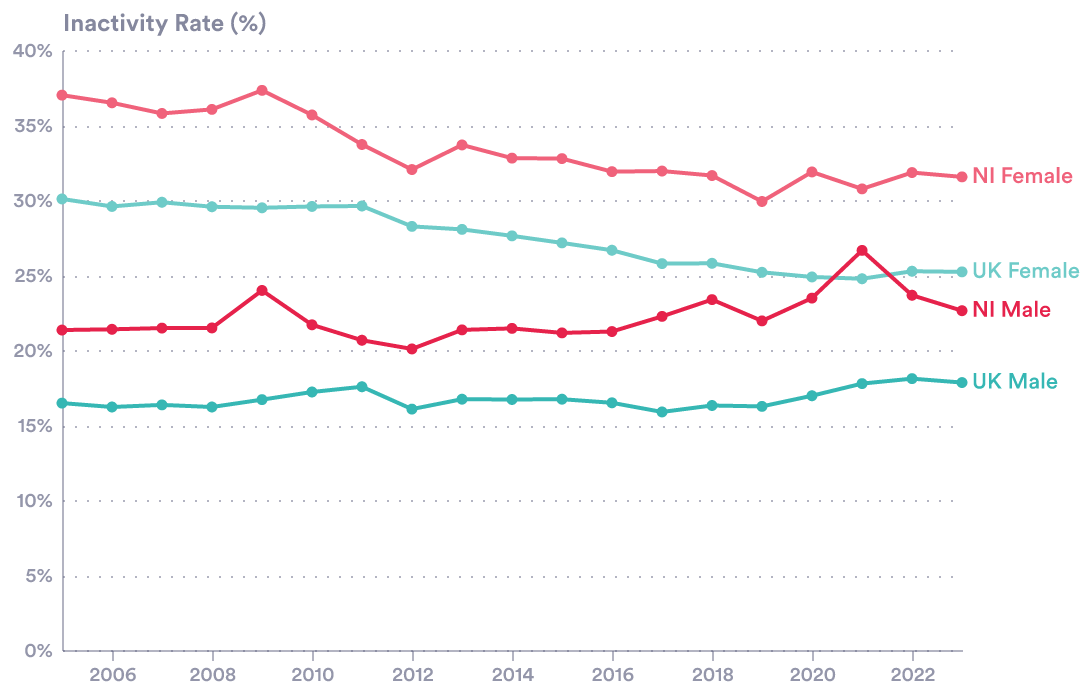 Inactivity Rate (%)
40%
35%
30%
25%
20%
15%
10%
5%
0%
NI Female
UK Female
NI Male
UK Male
2006 2008 2010 2012 2014 2016 2018 2020 2022